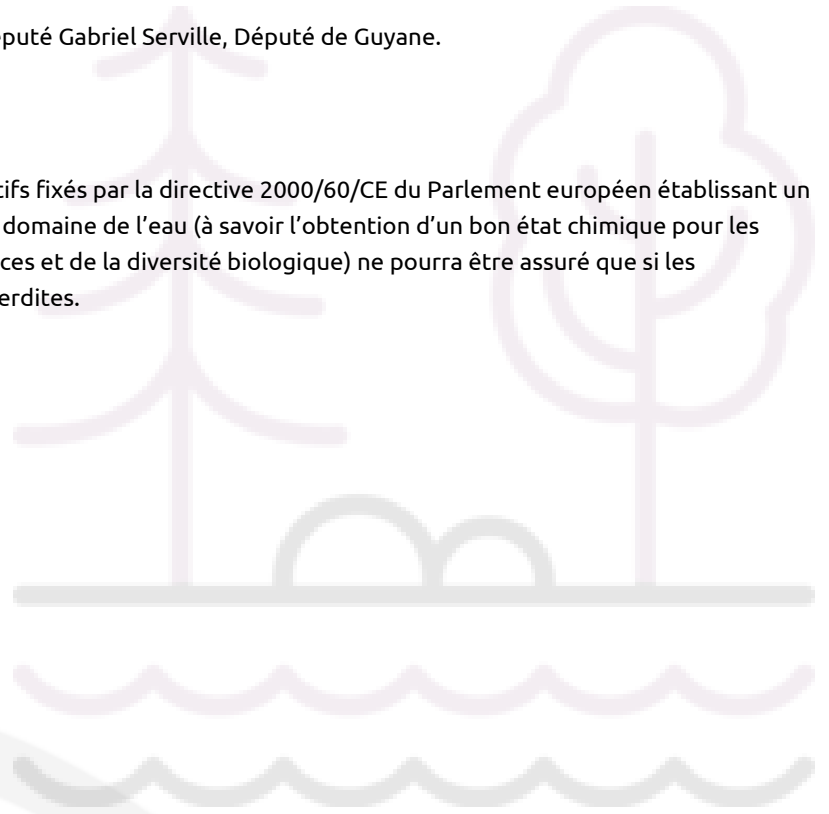 éputé Gabriel Serville, Député de Guyane.
tifs fixés par la directive 2000/60/CE du Parlement européen établissant un
domaine de l’eau (à savoir l’obtention d’un bon état chimique pour les
ces et de la diversité biologique) ne pourra être assuré que si les
erdites.